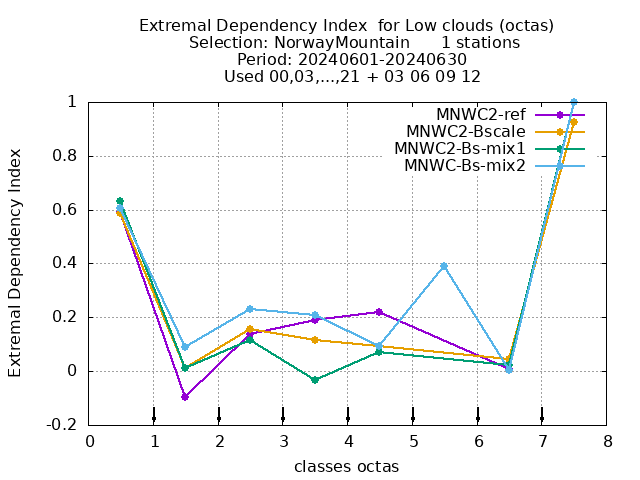 Extremal Dependency Index  for Low clouds (octas)
Selection: NorwayMountain      1 stations
Period: 20240601-20240630
Used 00,03,...,21 + 03 06 09 12
MNWC2-ref
MNWC2-Bscale
MNWC2-Bs-mix1
MNWC-Bs-mix2
Extremal Dependency Index
1
0.8
0.6
0.4
0.2
0
-0.2
0 1 2 3 4 5 6 7 8
classes octas